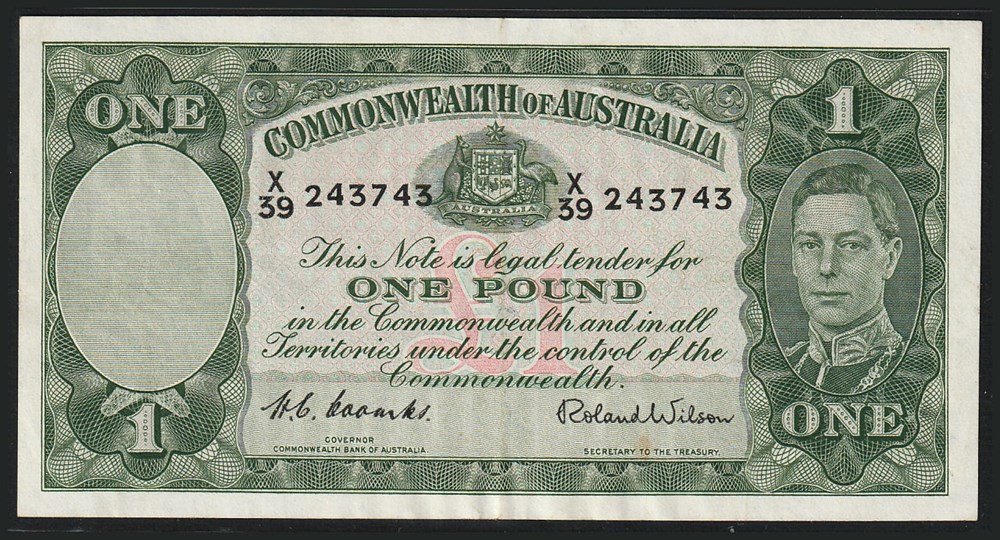 ONE
1
COMMONWEALTH OF AUSTRALIA
X
39 243743
X
39 243743
AUSTRALIA
This Note is legal tender for
ONE POUND
£1
in the Commonwealth and in all
Territories under the control of the
Commonwealth.
H.C. Coombs.
Roland Wilson
GOVERNOR
COMMONWEALTH BANK OF AUSTRALIA
SECRETARY TO THE TREASURY.
1
ONE